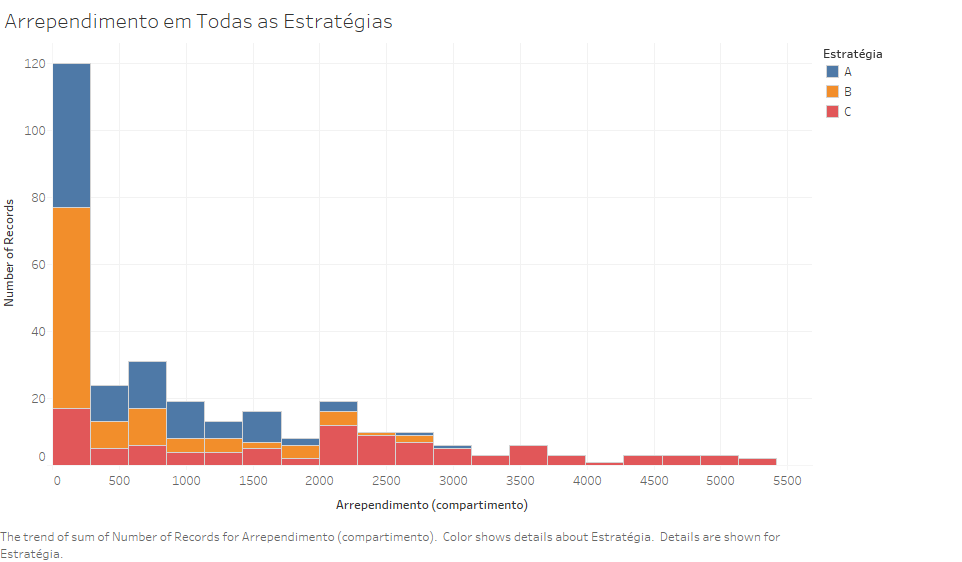 Arrependimento em Todas as Estratégias
Estratégia
A
B
C
120
100
80
60
40
20
0
Number of Records
0 500 1000 1500 2000 2500 3000 3500 4000 4500 5000 5500
Arrependimento (compartimento)
The trend of sum of Number of Records for Arrependimento (compartimento). Color shows details about Estratégia. Details are shown for
Estratégia.